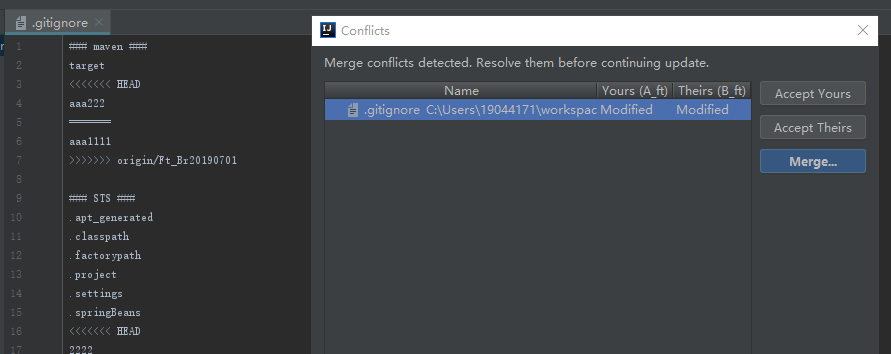 .gitignore
1 ### maven ###
2 target
3 <<<<<<< HEAD
4 aaa222
5 =======
6 aaa1111
7 >>>>>>> origin/Ft_Br20190701
8
9 ### STS ###
10 .apt_generated
11 .classpath
12 .factorypath
13 .project
14 .settings
15 .springBeans
16 <<<<<<< HEAD
17 2222
IJ Conflicts
Merge conflicts detected. Resolve them before continuing update.
Name Yours (A_ft) Theirs (B_ft)
.gitignore C:\Users\19044171\workspac Modified Modified
Accept Yours
Accept Theirs
Merge...